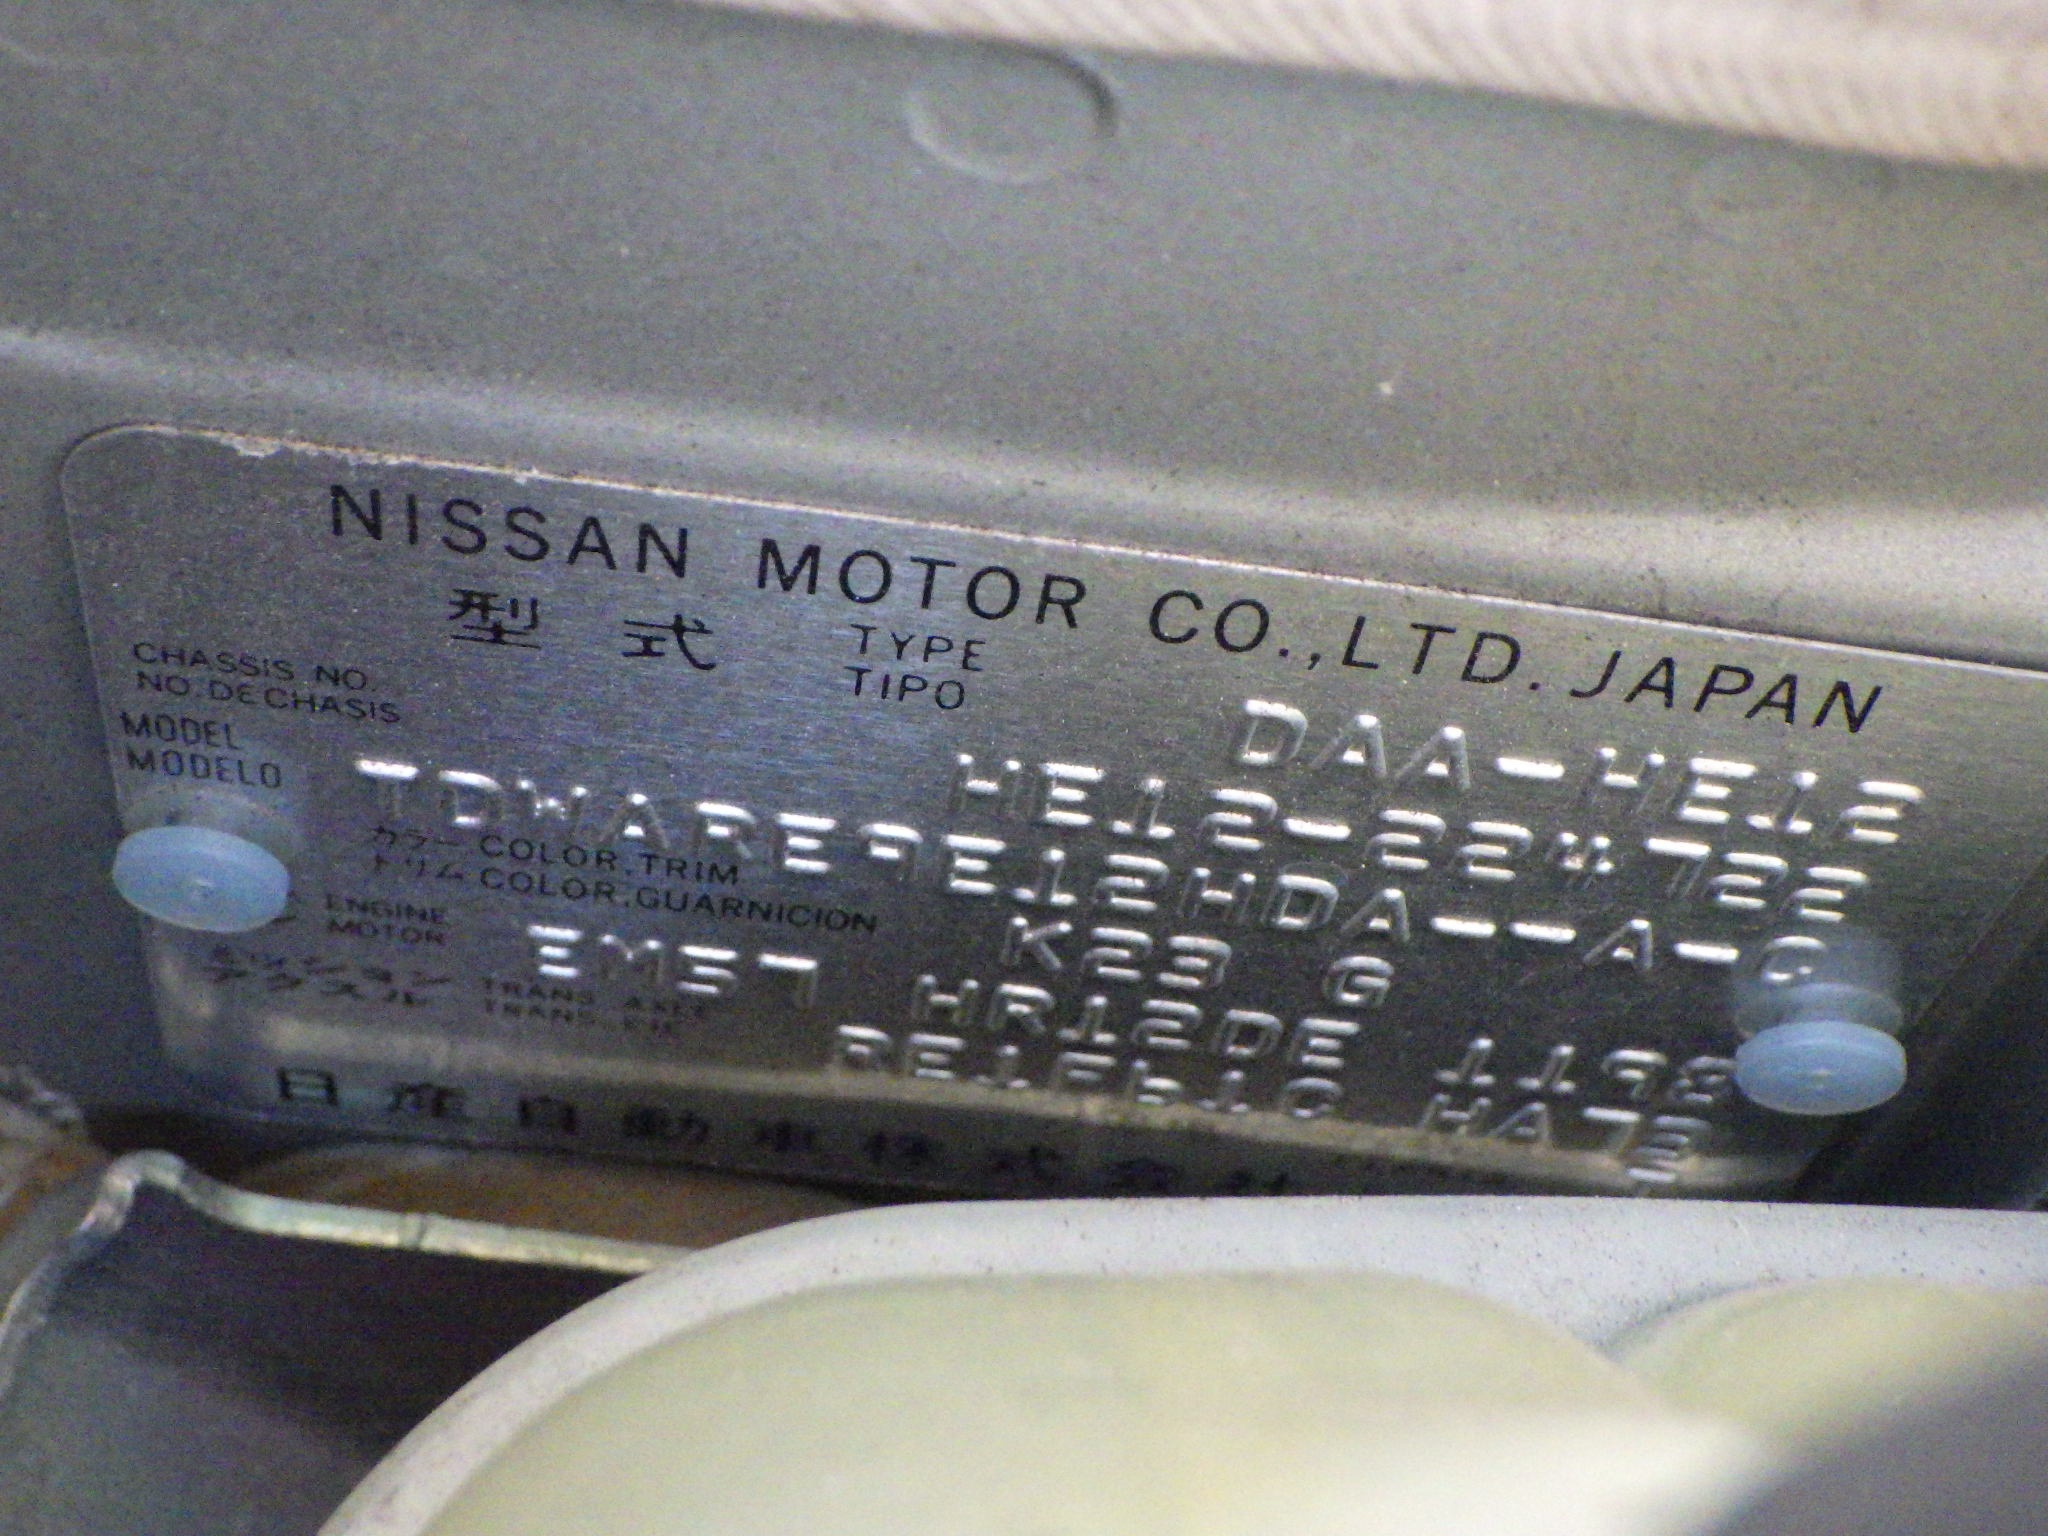 NISSAN MOTOR CO.,LTD. JAPAN
型式 TYPE DAA-HE12
TIPO
CHASSIS NO. HE12-224722
NO. DE CHASIS
MODEL TDWARE9E12HDA--A-C
MODELO
カラー COLOR,TRIM K23 G
トリム COLOR,GUARNICION
ENGINE EM57 HR12DE 1198
MOTOR
TRANS. AXLE HA73
日産自動車株式会社